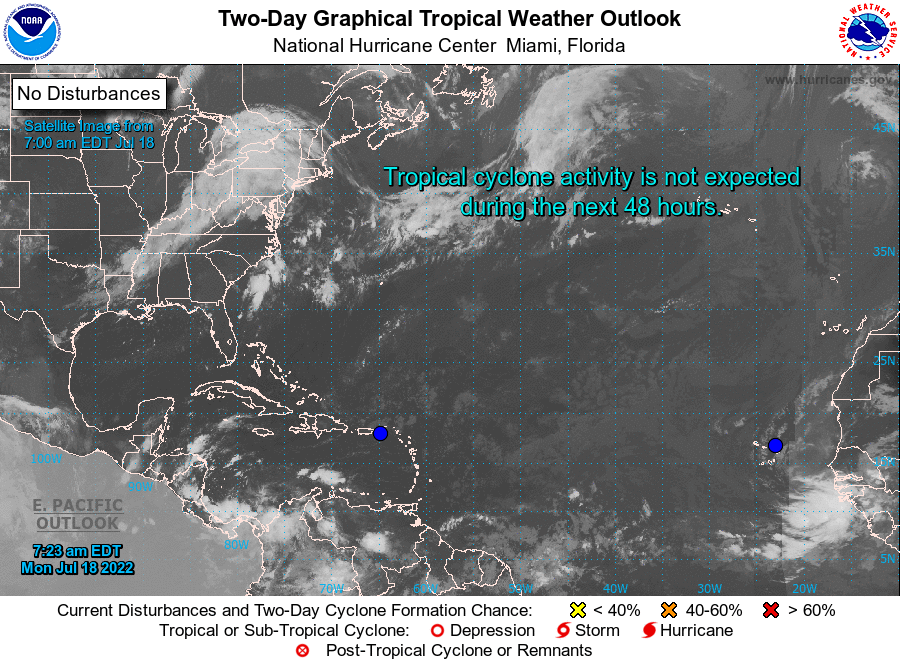 Two-Day Graphical Tropical Weather Outlook
National Hurricane Center Miami, Florida
NOAA
NATIONAL WEATHER SERVICE
www.hurricanes.gov
No Disturbances
Satellite Image from
7:00 am EDT Jul 18
45N
Tropical cyclone activity is not expected
during the next 48 hours.
35N
25N
100W
90W
E. PACIFIC
OUTLOOK
80W
7:23 am EDT
Mon Jul 18 2022
5N
70W
60W
50W
40W
30W
20W
Current Disturbances and Two-Day Cyclone Formation Chance: < 40% 40-60% > 60%
Tropical or Sub-Tropical Cyclone: Depression Storm Hurricane
Post-Tropical Cyclone or Remnants